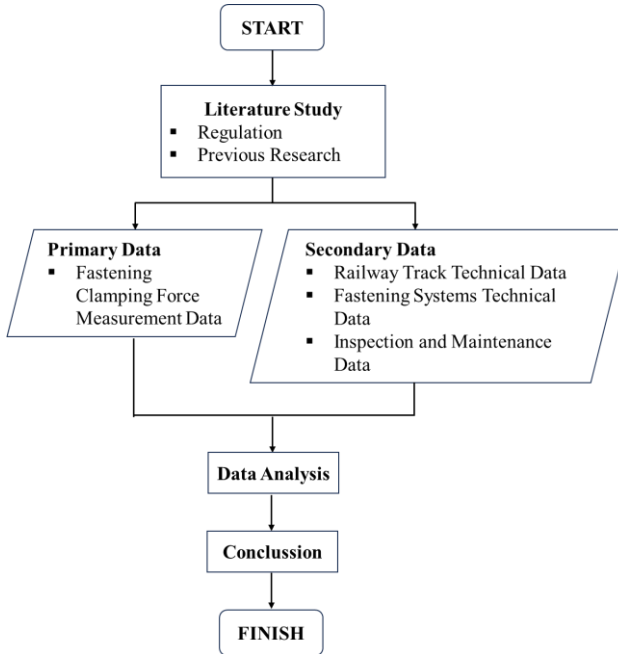 START
Literature Study
▪ Regulation
▪ Previous Research
Primary Data
▪ Fastening
Clamping Force
Measurement Data
Secondary Data
▪ Railway Track Technical Data
▪ Fastening Systems Technical
Data
▪ Inspection and Maintenance
Data
Data Analysis
Conclussion
FINISH